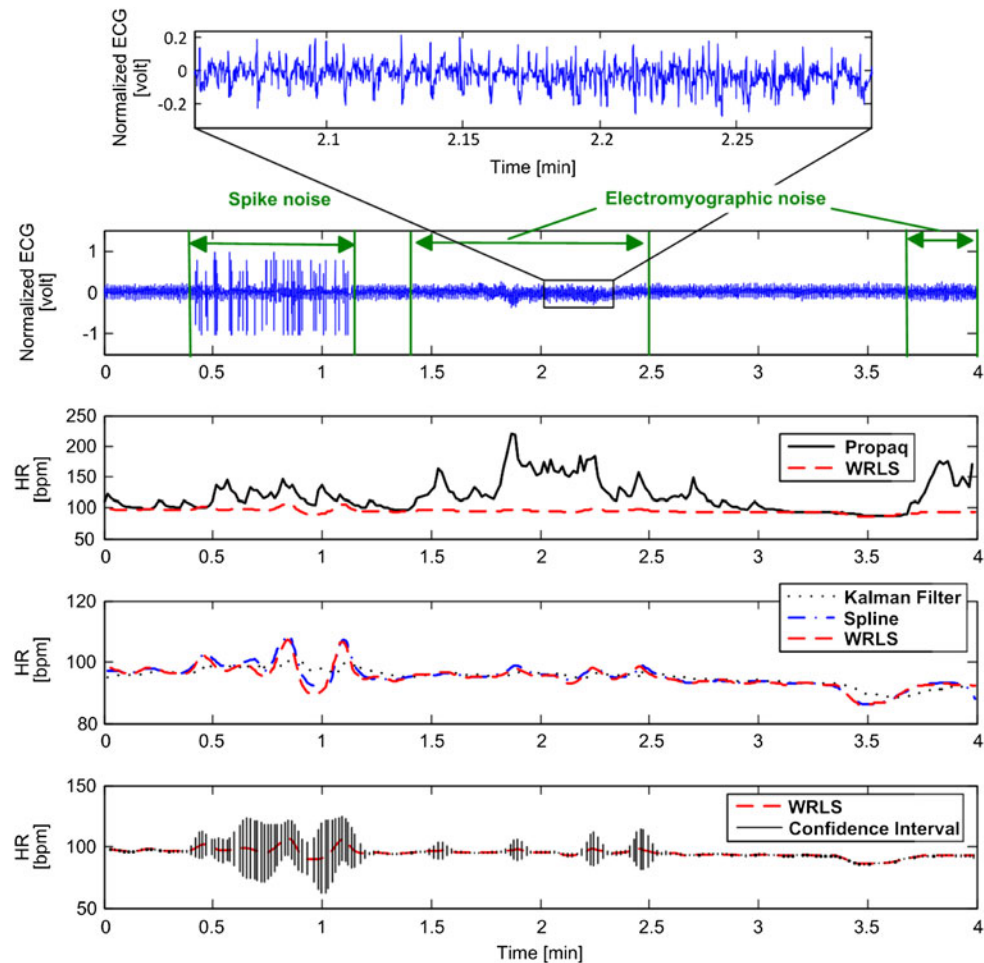 Normalized ECG
[volt]
0.2
0
-0.2
2.1
2.15
2.2
2.25
Time [min]
Spike noise
Electromyographic noise
Normalized ECG
[volt]
1
0
-1
0
0.5
1
1.5
2
2.5
3
3.5
4
HR
[bpm]
250
200
150
100
50
Propaq
WRLS
0
0.5
1
1.5
2
2.5
3
3.5
4
HR
[bpm]
120
100
80
Kalman Filter
Spline
WRLS
0
0.5
1
1.5
2
2.5
3
3.5
4
HR
[bpm]
150
100
50
WRLS
Confidence Interval
0
0.5
1
1.5
2
2.5
3
3.5
4
Time [min]